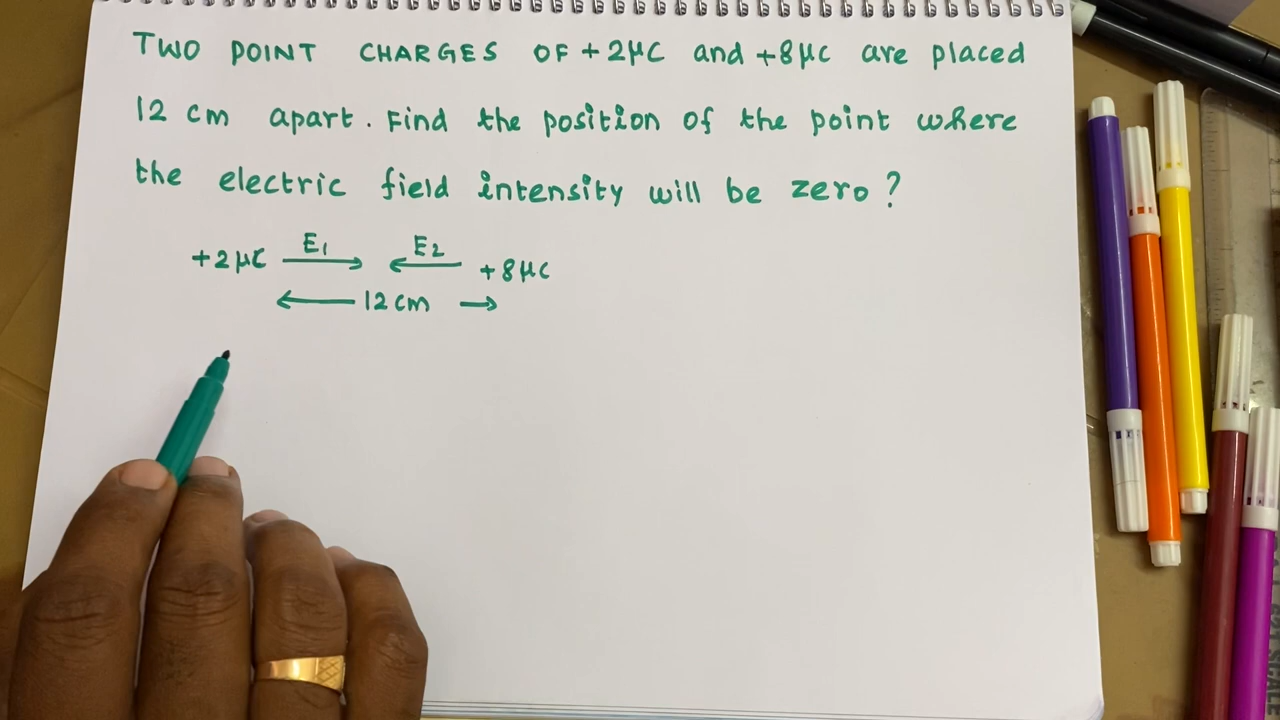 TWO POINT CHARGES OF +2μC and +8μc are placed
12 cm apart. Find the position of the point where
the electric field intensity will be zero?
E1 E2
+2μC +8μC
12 cm